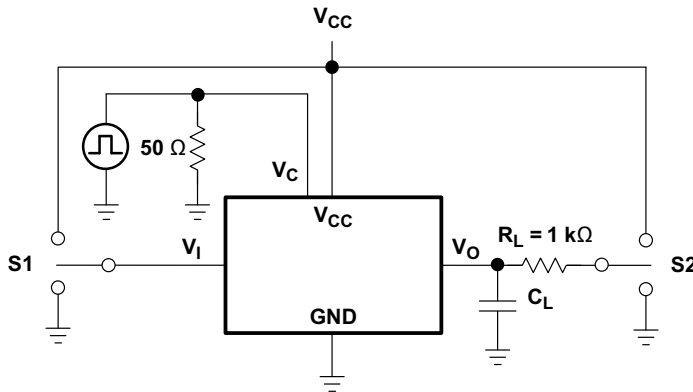 VCC
50 Ω
VC
VCC
S1
VI
VO
RL = 1 kΩ
S2
CL
GND